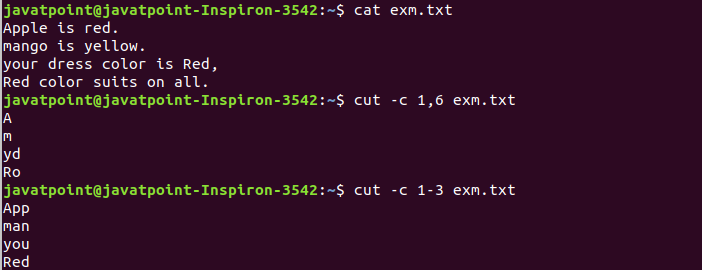 javatpoint@javatpoint-Inspiron-3542:~$ cat exm.txt
Apple is red.
mango is yellow.
your dress color is Red,
Red color suits on all.
javatpoint@javatpoint-Inspiron-3542:~$ cut -c 1,6 exm.txt
A
m
yd
Ro
javatpoint@javatpoint-Inspiron-3542:~$ cut -c 1-3 exm.txt
App
man
you
Red